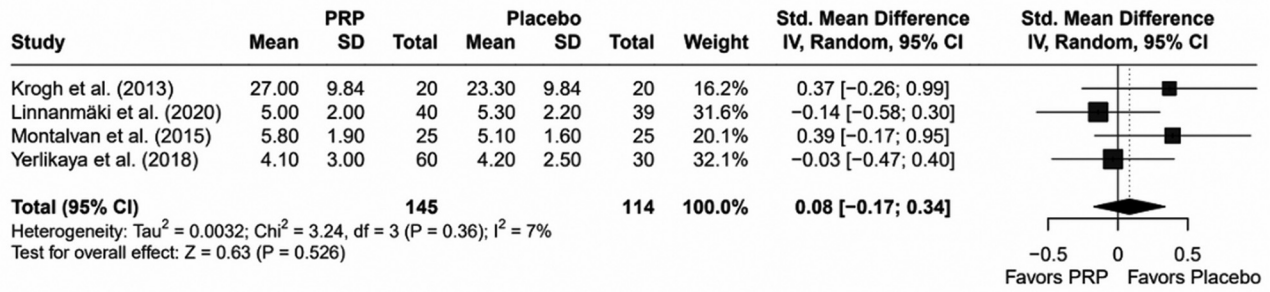 PRP Placebo Std. Mean Difference Std. Mean Difference
Study Mean SD Total Mean SD Total Weight IV, Random, 95% CI IV, Random, 95% CI
Krogh et al. (2013) 27.00 9.84 20 23.30 9.84 20 16.2% 0.37 [−0.26; 0.99]
Linnanmäki et al. (2020) 5.00 2.00 40 5.30 2.20 39 31.6% −0.14 [−0.58; 0.30]
Montalvan et al. (2015) 5.80 1.90 25 5.10 1.60 25 20.1% 0.39 [−0.17; 0.95]
Yerlikaya et al. (2018) 4.10 3.00 60 4.20 2.50 30 32.1% −0.03 [−0.47; 0.40]
Total (95% CI) 145 114 100.0% 0.08 [−0.17; 0.34]
Heterogeneity: Tau² = 0.0032; Chi² = 3.24, df = 3 (P = 0.36); I² = 7%
Test for overall effect: Z = 0.63 (P = 0.526)
−0.5 0 0.5
Favors PRP Favors Placebo